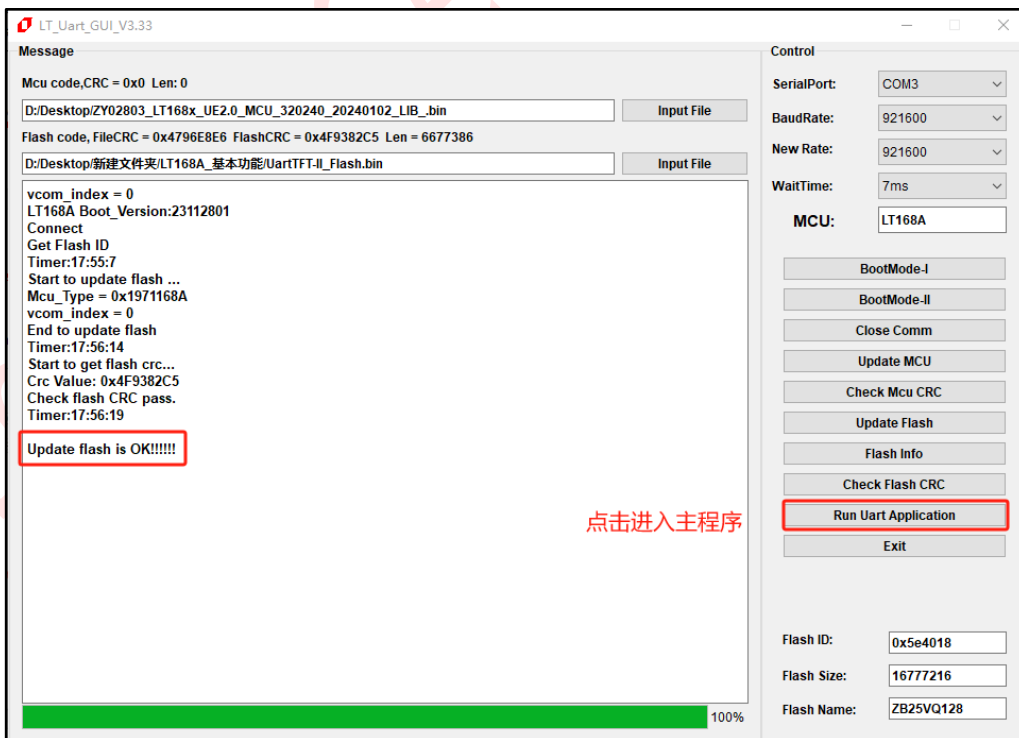 LT_Uart_GUI_V3.33
Message
Mcu code,CRC = 0x0 Len: 0
D:/Desktop/ZY02803_LT168x_UE2.0_MCU_320240_20240102_LIB_.bin
Input File
Flash code, FileCRC = 0x4796E8E6 FlashCRC = 0x4F9382C5 Len = 6677386
D:/Desktop/新建文件夹/LT168A_基本功能/UartTFT-II_Flash.bin
Input File
vcom_index = 0
LT168A Boot_Version:23112801
Connect
Get Flash ID
Timer:17:55:7
Start to update flash ...
Mcu_Type = 0x1971168A
vcom_index = 0
End to update flash
Timer:17:56:14
Start to get flash crc...
Crc Value: 0x4F9382C5
Check flash CRC pass.
Timer:17:56:19
Update flash is OK!!!!!!
点击进入主程序
100%
Control
SerialPort:
COM3
BaudRate:
921600
New Rate:
921600
WaitTime:
7ms
MCU:
LT168A
BootMode-I
BootMode-II
Close Comm
Update MCU
Check Mcu CRC
Update Flash
Flash Info
Check Flash CRC
Run Uart Application
Exit
Flash ID:
0x5e4018
Flash Size:
16777216
Flash Name:
ZB25VQ128